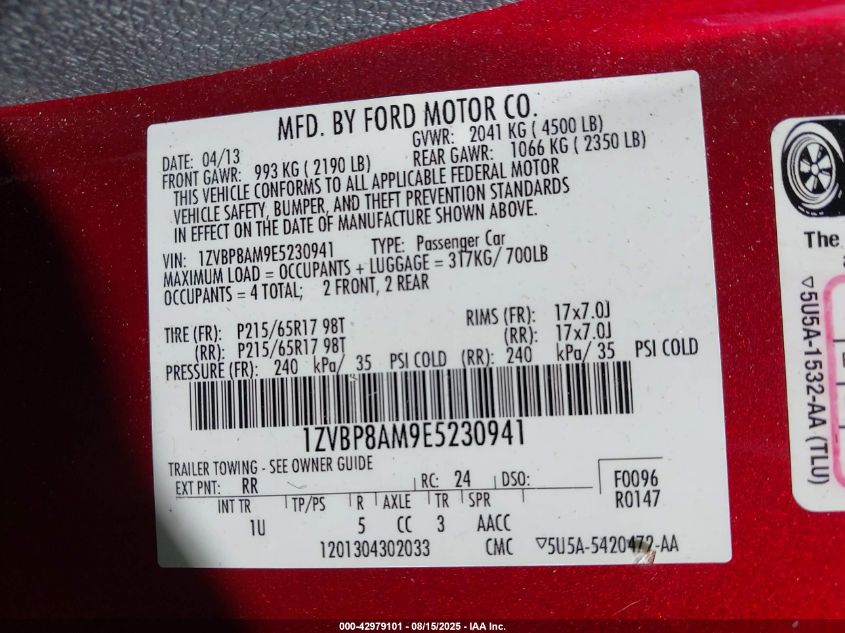 MFD. BY FORD MOTOR CO.
DATE: 04/13 GVWR: 2041 KG ( 4500 LB)
FRONT GAWR: 993 KG ( 2190 LB) REAR GAWR: 1066 KG ( 2350 LB)
THIS VEHICLE CONFORMS TO ALL APPLICABLE FEDERAL MOTOR
VEHICLE SAFETY, BUMPER, AND THEFT PREVENTION STANDARDS
IN EFFECT ON THE DATE OF MANUFACTURE SHOWN ABOVE.
VIN: 1ZVBP8AM9E5230941 TYPE: Passenger Car
MAXIMUM LOAD = OCCUPANTS + LUGGAGE = 317KG/ 700LB
OCCUPANTS = 4 TOTAL; 2 FRONT, 2 REAR
TIRE (FR): P215/65R17 98T RIMS (FR): 17x7.0J
(RR): P215/65R17 98T (RR): 17x7.0J
PRESSURE (FR): 240 kPa/ 35 PSI COLD (RR): 240 kPa/ 35 PSI COLD
1ZVBP8AM9E5230941
TRAILER TOWING - SEE OWNER GUIDE
EXT PNT: RR RC: 24 DSO: F0096
INT TR TP/PS R AXLE TR SPR R0147
1U 5 CC 3 AACC
1201304302033 CMC ▽5U5A-5420472-AA
The
▽5U5A-1532-AA (TLU)
000-42979101 - 08/15/2025 - IAA Inc.